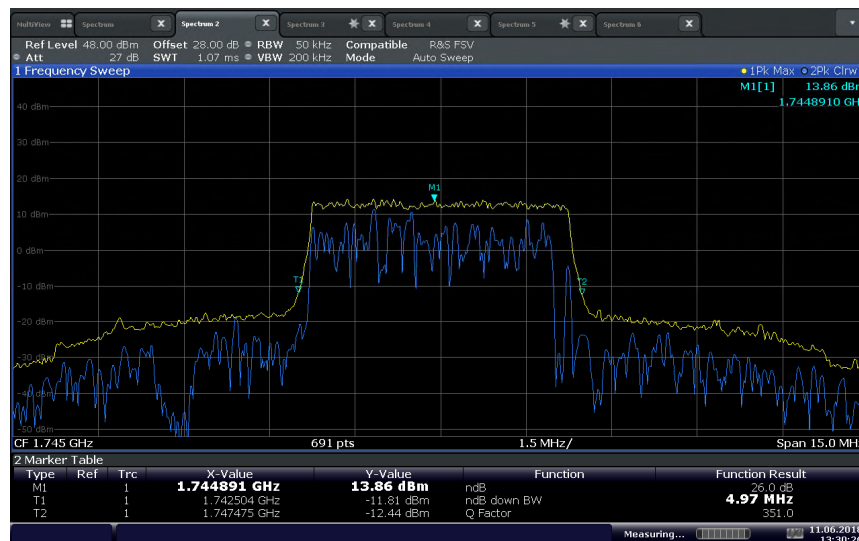 MultiView Spectrum X Spectrum 2 X Spectrum 3 X Spectrum 4 X Spectrum 5 X Spectrum 6 X
Ref Level 48.00 dBm Offset 28.00 dB RBW 50 kHz Compatible R&S FSV
Att 27 dB SWT 1.07 ms VBW 200 kHz Mode Auto Sweep
1 Frequency Sweep 1Pk Max 2Pk Clrw
M1[1] 13.86 dBm
1.7448910 GH
40 dBm
30 dBm
20 dBm
M1
10 dBm
0 dBm
T1
T2
-10 dBm
-20 dBm
-30 dBm
-40 dBm
-50 dBm
CF 1.745 GHz 691 pts 1.5 MHz/ Span 15.0 MH
2 Marker Table
Type Ref Trc X-Value Y-Value Function Function Result
M1 1 1.744891 GHz 13.86 dBm ndB 26.0 dB
T1 1 1.742504 GHz -11.81 dBm ndB down BW 4.97 MHz
T2 1 1.747475 GHz -12.44 dBm Q Factor 351.0
Measuring... 11.06.2018
13:30:26